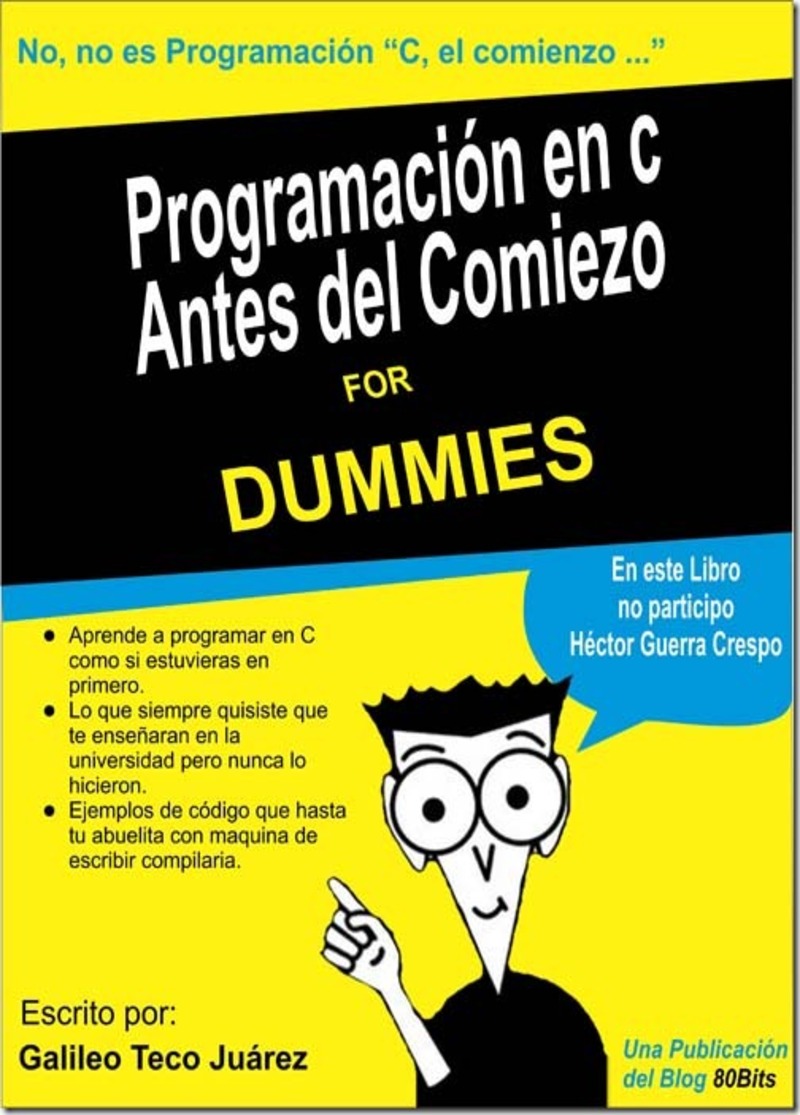 No, no es Programación “C, el comienzo ...”
Programación en c
Antes del Comiezo
FOR
DUMMIES
En este Libro
no participo
Héctor Guerra Crespo
● Aprende a programar en C
como si estuvieras en
primero.
● Lo que siempre quisiste que
te enseñaran en la
universidad pero nunca lo
hicieron.
● Ejemplos de código que hasta
tu abuelita con maquina de
escribir compilaria.
Escrito por:
Galileo Teco Juárez
Una Publicación
del Blog 80Bits